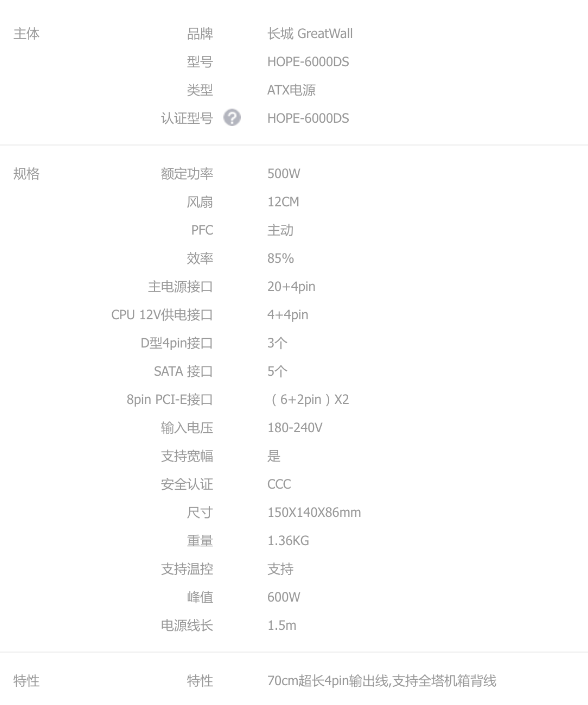 主体 品牌 长城 GreatWall
型号 HOPE-6000DS
类型 ATX电源
认证型号 ? HOPE-6000DS
规格 额定功率 500W
风扇 12CM
PFC 主动
效率 85%
主电源接口 20+4pin
CPU 12V供电接口 4+4pin
D型4pin接口 3个
SATA 接口 5个
8pin PCI-E接口 （6+2pin）X2
输入电压 180-240V
支持宽幅 是
安全认证 CCC
尺寸 150X140X86mm
重量 1.36KG
支持温控 支持
峰值 600W
电源线长 1.5m
特性 特性 70cm超长4pin输出线,支持全塔机箱背线